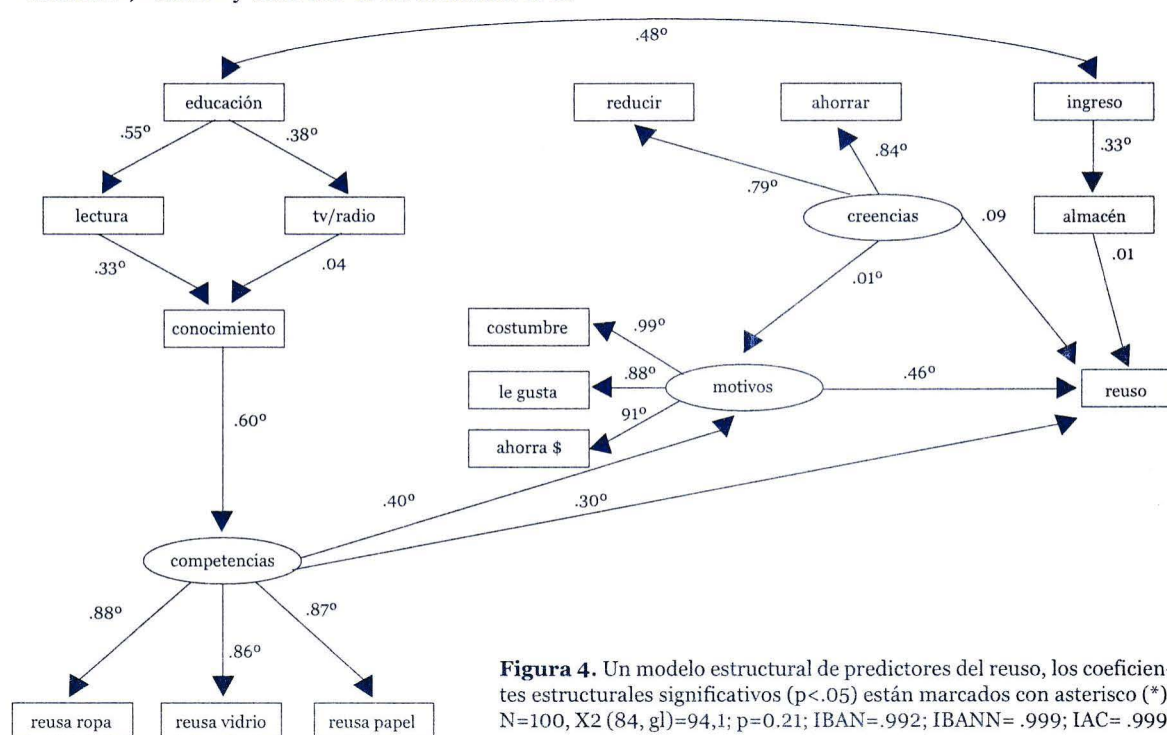 .48º
educación
reducir
ahorrar
ingreso
.55º
.38º
.84º
.33º
.79º
lectura
tv/radio
creencias
.09
almacén
.33º
.04
.01º
.01
conocimiento
costumbre
.99º
le gusta
.88º
motivos
.46º
reuso
91º
ahorra $
.60º
.40º
.30º
competencias
.88º
.86º
.87º
reusa ropa
reusa vidrio
reusa papel
Figura 4. Un modelo estructural de predictores del reuso, los coeficien-
tes estructurales significativos (p<.05) están marcados con asterisco (*)
N=100, X2 (84, gl)=94,1; p=0.21; IBAN=.992; IBANN= .999; IAC= .999